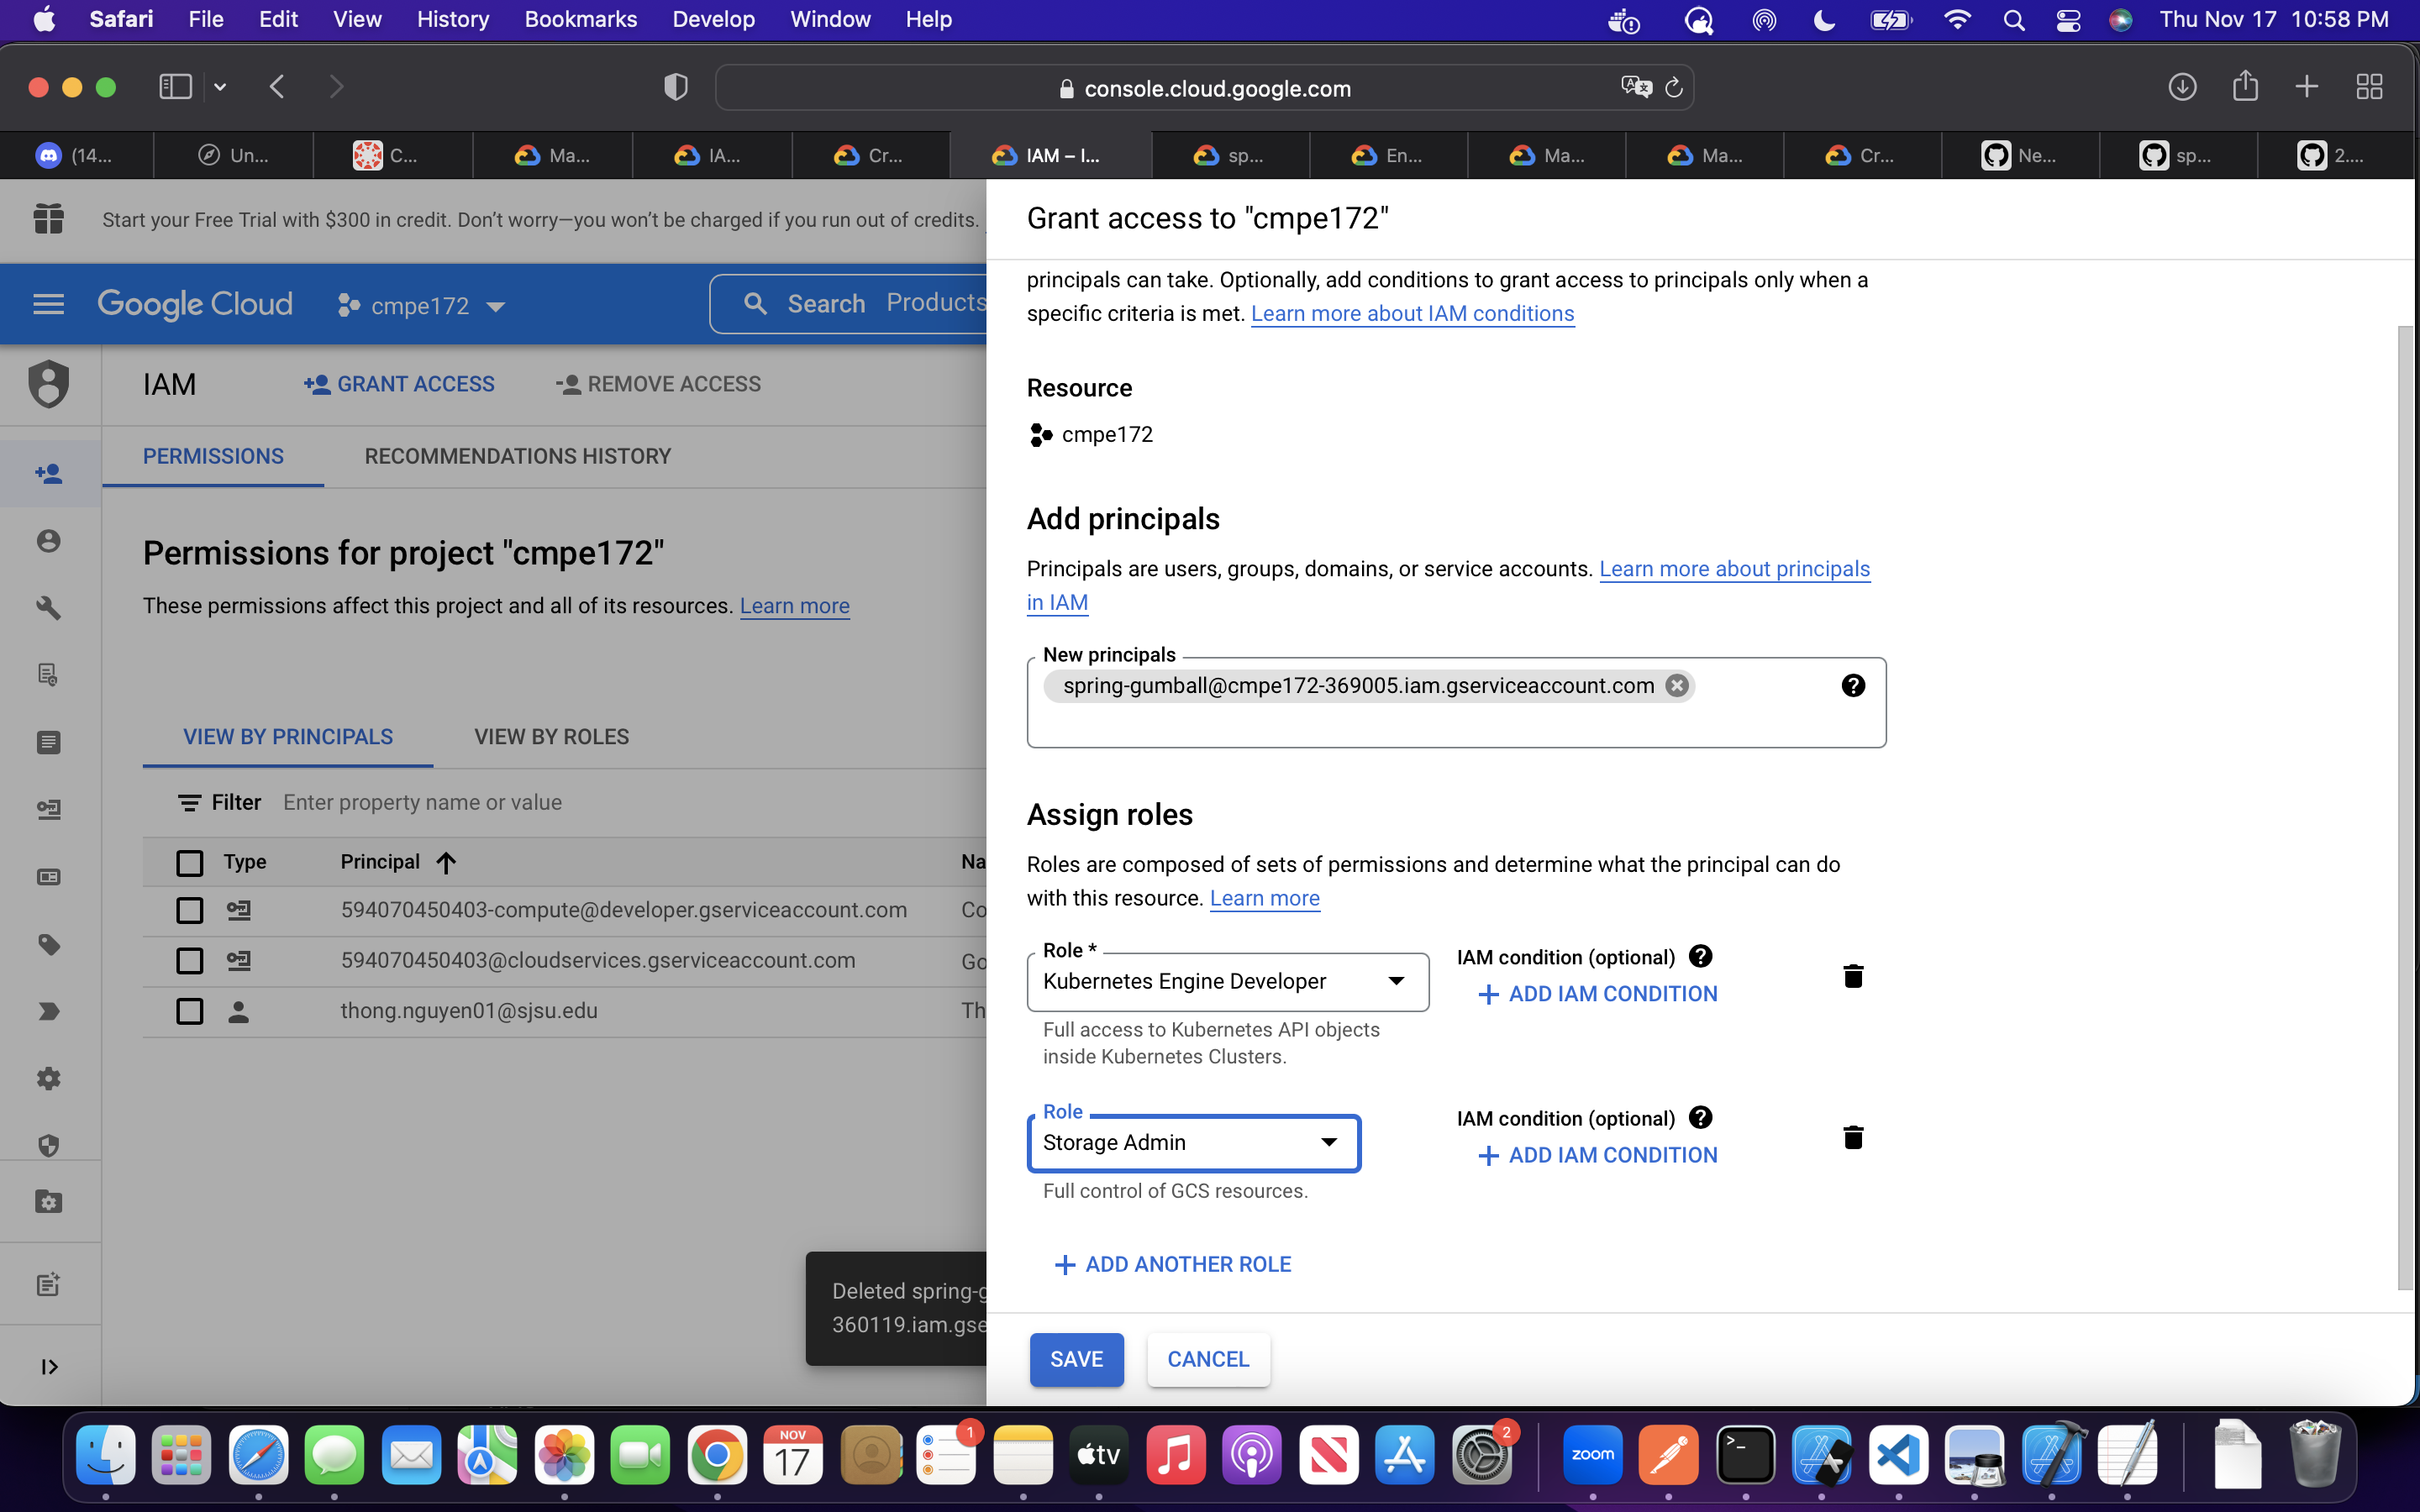 Safari File Edit View History Bookmarks Develop Window Help Thu Nov 17 10:58 PM
console.cloud.google.com
(14... Un... C... Ma... IA... Cr... IAM – I... sp... En... Ma... Ma... Cr... Ne... sp... 2....
Start your Free Trial with $300 in credit. Don't worry—you won't be charged if you run out of credits.
Google Cloud cmpe172 Search Products
IAM GRANT ACCESS REMOVE ACCESS
PERMISSIONS RECOMMENDATIONS HISTORY
Permissions for project "cmpe172"
These permissions affect this project and all of its resources. Learn more
VIEW BY PRINCIPALS VIEW BY ROLES
Filter Enter property name or value
Type Principal Na
594070450403-compute@developer.gserviceaccount.com Co
594070450403@cloudservices.gserviceaccount.com Go
thong.nguyen01@sjsu.edu Th
Deleted spring-g
360119.iam.gse
Grant access to "cmpe172"
principals can take. Optionally, add conditions to grant access to principals only when a
specific criteria is met. Learn more about IAM conditions
Resource
cmpe172
Add principals
Principals are users, groups, domains, or service accounts. Learn more about principals
in IAM
New principals
spring-gumball@cmpe172-369005.iam.gserviceaccount.com
Assign roles
Roles are composed of sets of permissions and determine what the principal can do
with this resource. Learn more
Role * IAM condition (optional)
Kubernetes Engine Developer + ADD IAM CONDITION
Full access to Kubernetes API objects
inside Kubernetes Clusters.
Role IAM condition (optional)
Storage Admin + ADD IAM CONDITION
Full control of GCS resources.
+ ADD ANOTHER ROLE
SAVE CANCEL
NOV
17
1
tv
2
zoom